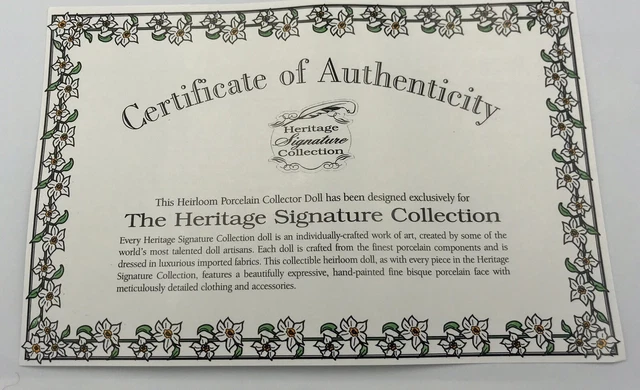 Certificate of Authenticity
Heritage
Signature
Collection
This Heirloom Porcelain Collector Doll has been designed exclusively for
The Heritage Signature Collection
Every Heritage Signature Collection doll is an individually-crafted work of art, created by some of the
world's most talented doll artisans. Each doll is crafted from the finest porcelain components and is
dressed in luxurious imported fabrics. This collectible heirloom doll, as with every piece in the Heritage
Signature Collection, features a beautifully expressive, hand-painted fine bisque porcelain face with
meticulously detailed clothing and accessories.